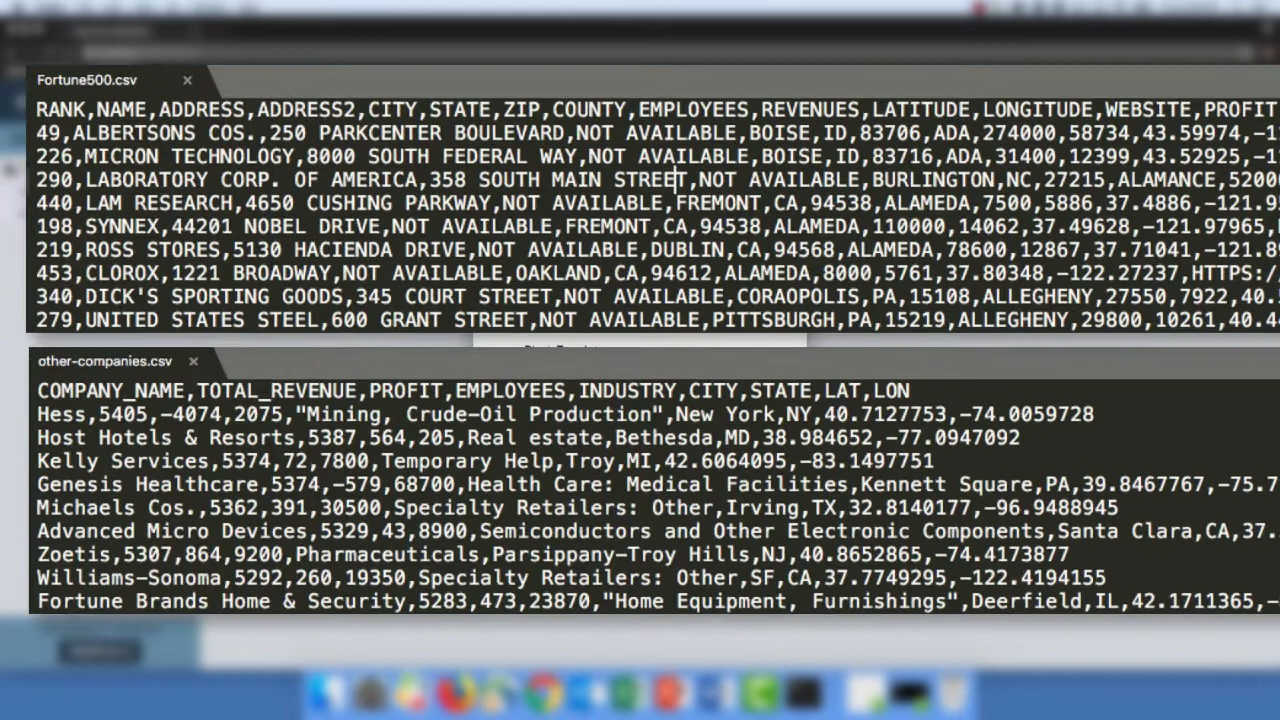 Fortune500.csv
RANK,NAME,ADDRESS,ADDRESS2,CITY,STATE,ZIP,COUNTY,EMPLOYEES,REVENUES,LATITUDE,LONGITUDE,WEBSITE,PROFIT
49,ALBERTSONS COS.,250 PARKCENTER BOULEVARD,NOT AVAILABLE,BOISE,ID,83706,ADA,274000,58734,43.59974,-1
226,MICRON TECHNOLOGY,8000 SOUTH FEDERAL WAY,NOT AVAILABLE,BOISE,ID,83716,ADA,31400,12399,43.52925,-1
290,LABORATORY CORP. OF AMERICA,358 SOUTH MAIN STREET,NOT AVAILABLE,BURLINGTON,NC,27215,ALAMANCE,5200
440,LAM RESEARCH,4650 CUSHING PARKWAY,NOT AVAILABLE,FREMONT,CA,94538,ALAMEDA,7500,5886,37.4886,-121.9
198,SYNNEX,44201 NOBEL DRIVE,NOT AVAILABLE,FREMONT,CA,94538,ALAMEDA,110000,14062,37.49628,-121.97965,
219,ROSS STORES,5130 HACIENDA DRIVE,NOT AVAILABLE,DUBLIN,CA,94568,ALAMEDA,78600,12867,37.71041,-121.8
453,CLOROX,1221 BROADWAY,NOT AVAILABLE,OAKLAND,CA,94612,ALAMEDA,8000,5761,37.80348,-122.27237,HTTPS:/
340,DICK'S SPORTING GOODS,345 COURT STREET,NOT AVAILABLE,CORAOPOLIS,PA,15108,ALLEGHENY,27550,7922,40.
279,UNITED STATES STEEL,600 GRANT STREET,NOT AVAILABLE,PITTSBURGH,PA,15219,ALLEGHENY,29800,10261,40.4
other-companies.csv
COMPANY_NAME,TOTAL_REVENUE,PROFIT,EMPLOYEES,INDUSTRY,CITY,STATE,LAT,LON
Hess,5405,-4074,2075,"Mining, Crude-Oil Production",New York,NY,40.7127753,-74.0059728
Host Hotels & Resorts,5387,564,205,Real estate,Bethesda,MD,38.984652,-77.0947092
Kelly Services,5374,72,7800,Temporary Help,Troy,MI,42.6064095,-83.1497751
Genesis Healthcare,5374,-579,68700,Health Care: Medical Facilities,Kennett Square,PA,39.8467767,-75.7
Michaels Cos.,5362,391,30500,Specialty Retailers: Other,Irving,TX,32.8140177,-96.9488945
Advanced Micro Devices,5329,43,8900,Semiconductors and Other Electronic Components,Santa Clara,CA,37.
Zoetis,5307,864,9200,Pharmaceuticals,Parsippany-Troy Hills,NJ,40.8652865,-74.4173877
Williams-Sonoma,5292,260,19350,Specialty Retailers: Other,SF,CA,37.7749295,-122.4194155
Fortune Brands Home & Security,5283,473,23870,"Home Equipment, Furnishings",Deerfield,IL,42.1711365,-